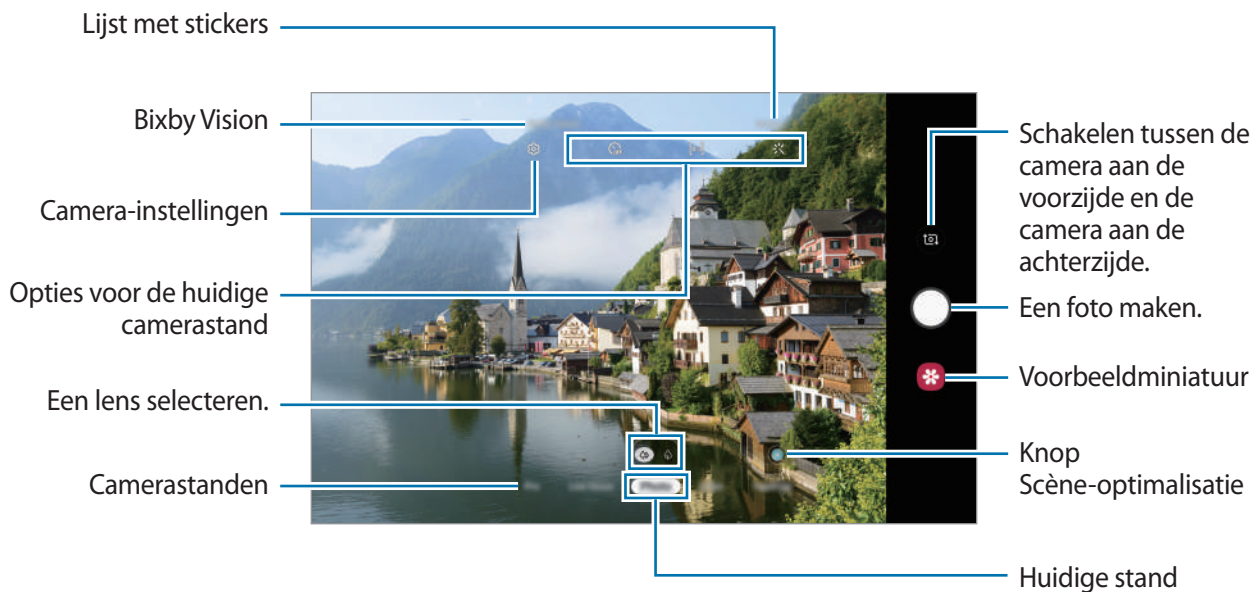 Lijst met stickers
Bixby Vision
Camera-instellingen
Opties voor de huidige
camerastand
Een lens selecteren.
Camerastanden
Schakelen tussen de
camera aan de
voorzijde en de
camera aan de
achterzijde.
Een foto maken.
Voorbeeldminiatuur
Knop
Scène-optimalisatie
Huidige stand